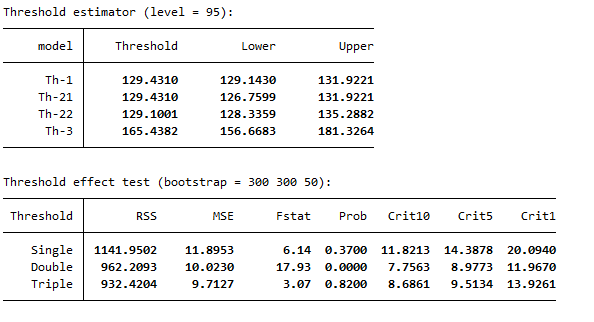 Threshold estimator (level = 95):
model Threshold Lower Upper
Th-1 129.4310 129.1430 131.9221
Th-21 129.4310 126.7599 131.9221
Th-22 129.1001 128.3359 135.2882
Th-3 165.4382 156.6683 181.3264
Threshold effect test (bootstrap = 300 300 50):
Threshold RSS MSE Fstat Prob Crit10 Crit5 Crit1
Single 1141.9502 11.8953 6.14 0.3700 11.8213 14.3878 20.0940
Double 962.2093 10.0230 17.93 0.0000 7.7563 8.9773 11.9670
Triple 932.4204 9.7127 3.07 0.8200 8.6861 9.5134 13.9261